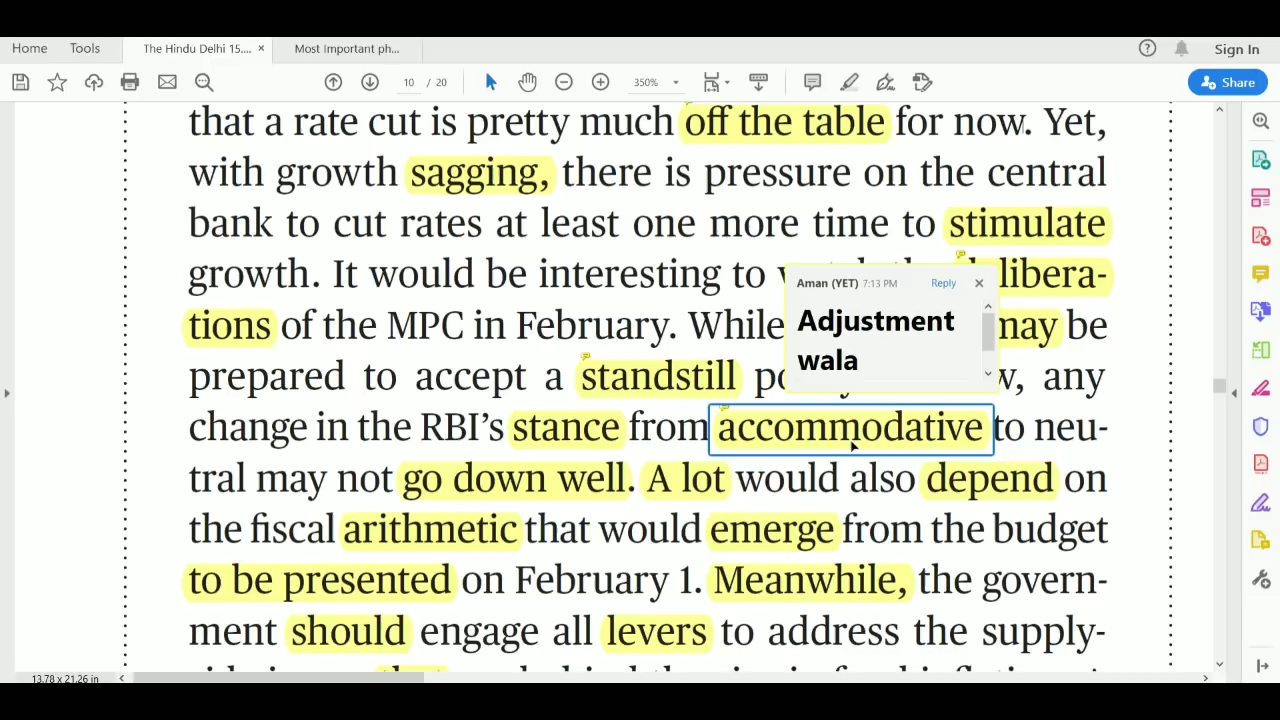 Home Tools The Hindu Delhi 15.... × Most Important ph... Sign In
10 / 20 350% Share
that a rate cut is pretty much off the table for now. Yet,
with growth sagging, there is pressure on the central
bank to cut rates at least one more time to stimulate
growth. It would be interesting to
tions of the MPC in February. While may be
prepared to accept a standstill any
change in the RBI's stance from accommodative to neu-
tral may not go down well. A lot would also depend on
the fiscal arithmetic that would emerge from the budget
to be presented on February 1. Meanwhile, the govern-
ment should engage all levers to address the supply-
Aman (YET) 7:13 PM Reply ×
Adjustment
wala
13.78 x 21.26 in